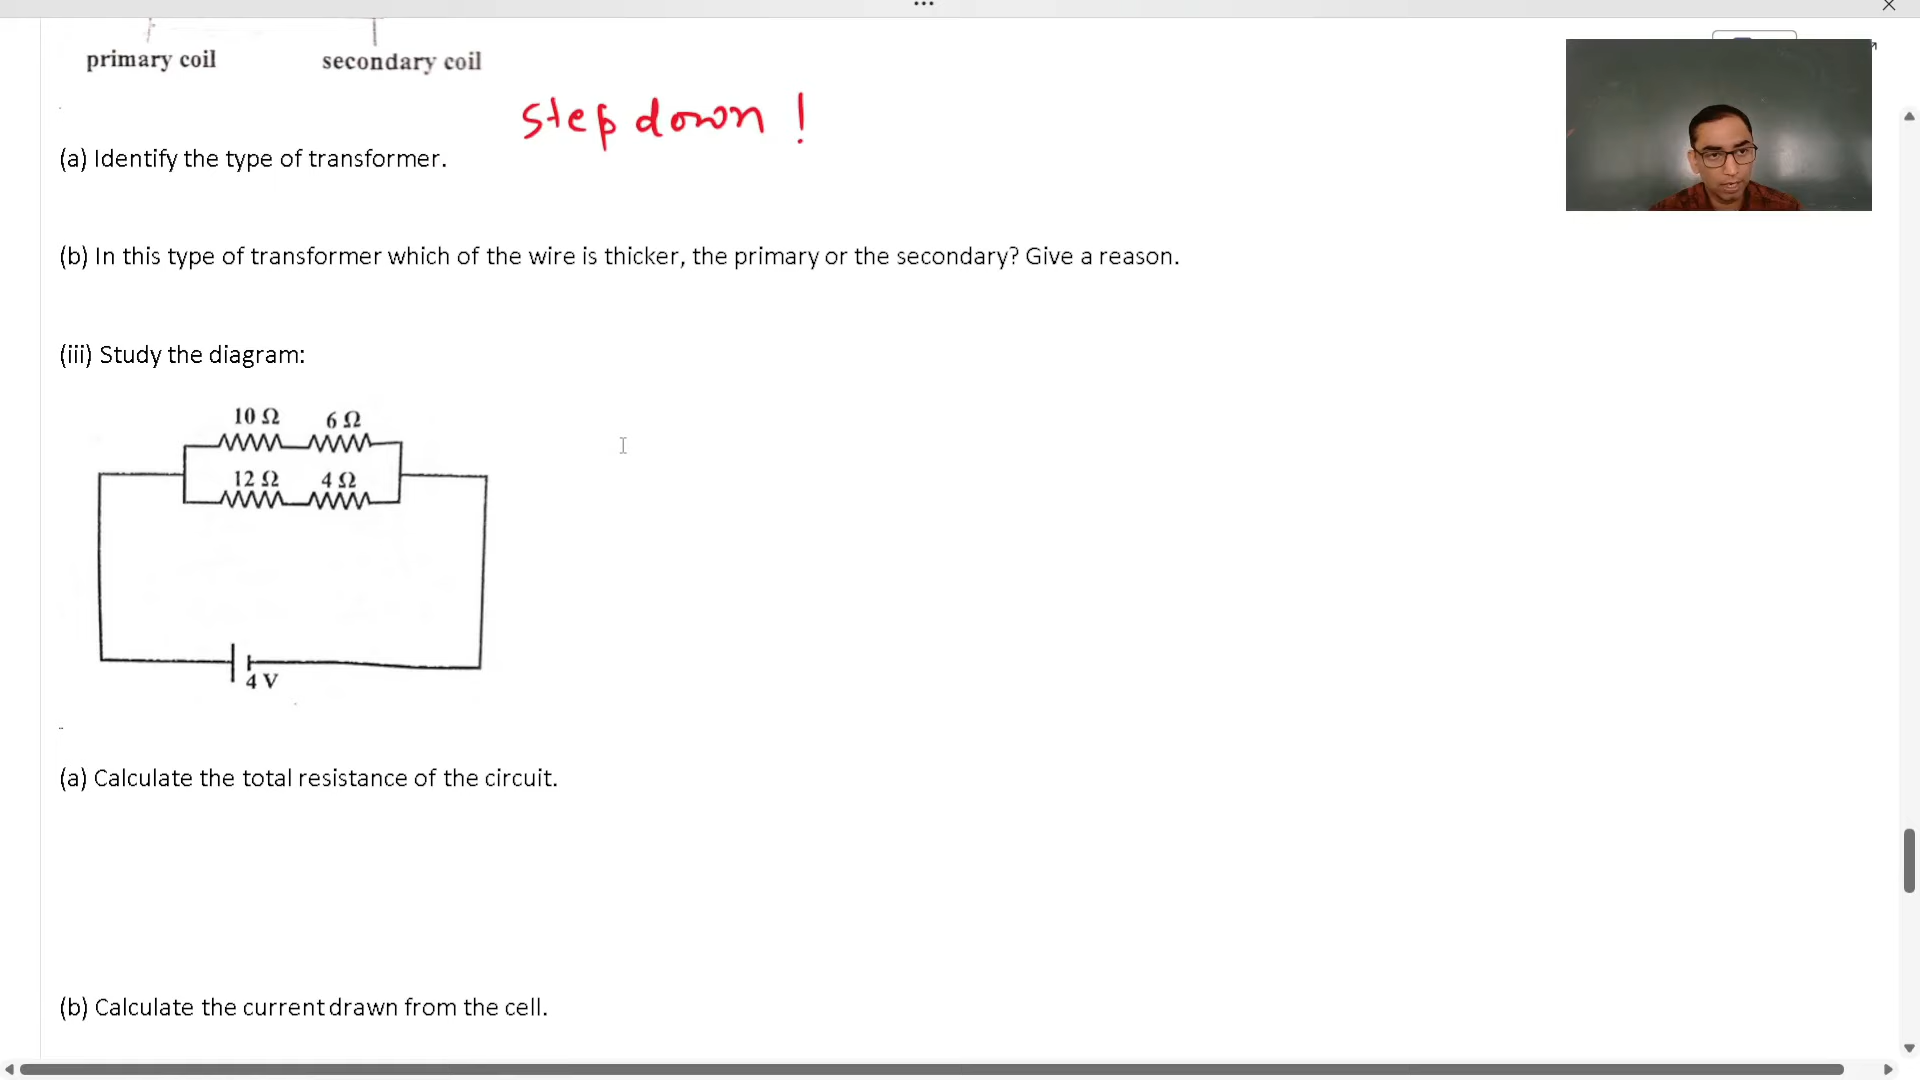 primary coil secondary coil
step down !
(a) Identify the type of transformer.
(b) In this type of transformer which of the wire is thicker, the primary or the secondary? Give a reason.
(iii) Study the diagram:
10 Ω 6 Ω
12 Ω 4 Ω
4 V
(a) Calculate the total resistance of the circuit.
(b) Calculate the current drawn from the cell.